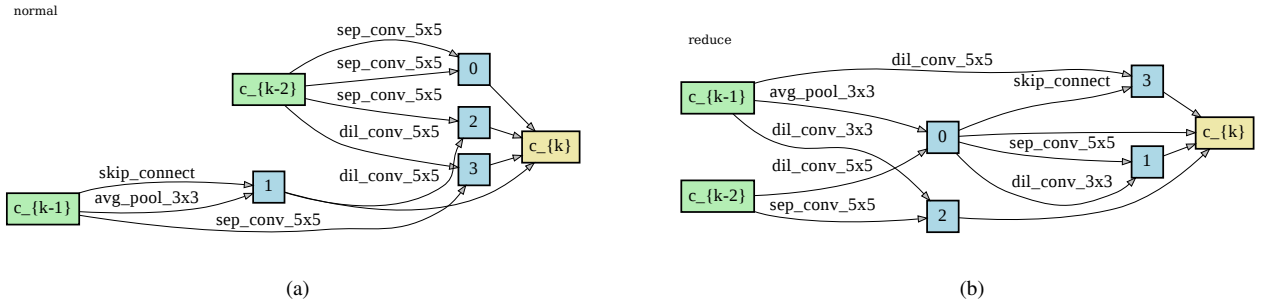 normal
sep_conv_5x5
sep_conv_5x5
0
c_{k-2}
sep_conv_5x5
2
dil_conv_5x5
c_{k}
skip_connect
dil_conv_5x5
3
1
avg_pool_3x3
c_{k-1}
sep_conv_5x5
(a)
reduce
dil_conv_5x5
skip_connect
3
c_{k-1}
avg_pool_3x3
dil_conv_3x3
0
c_{k}
sep_conv_5x5
dil_conv_5x5
1
dil_conv_3x3
c_{k-2}
sep_conv_5x5
2
(b)